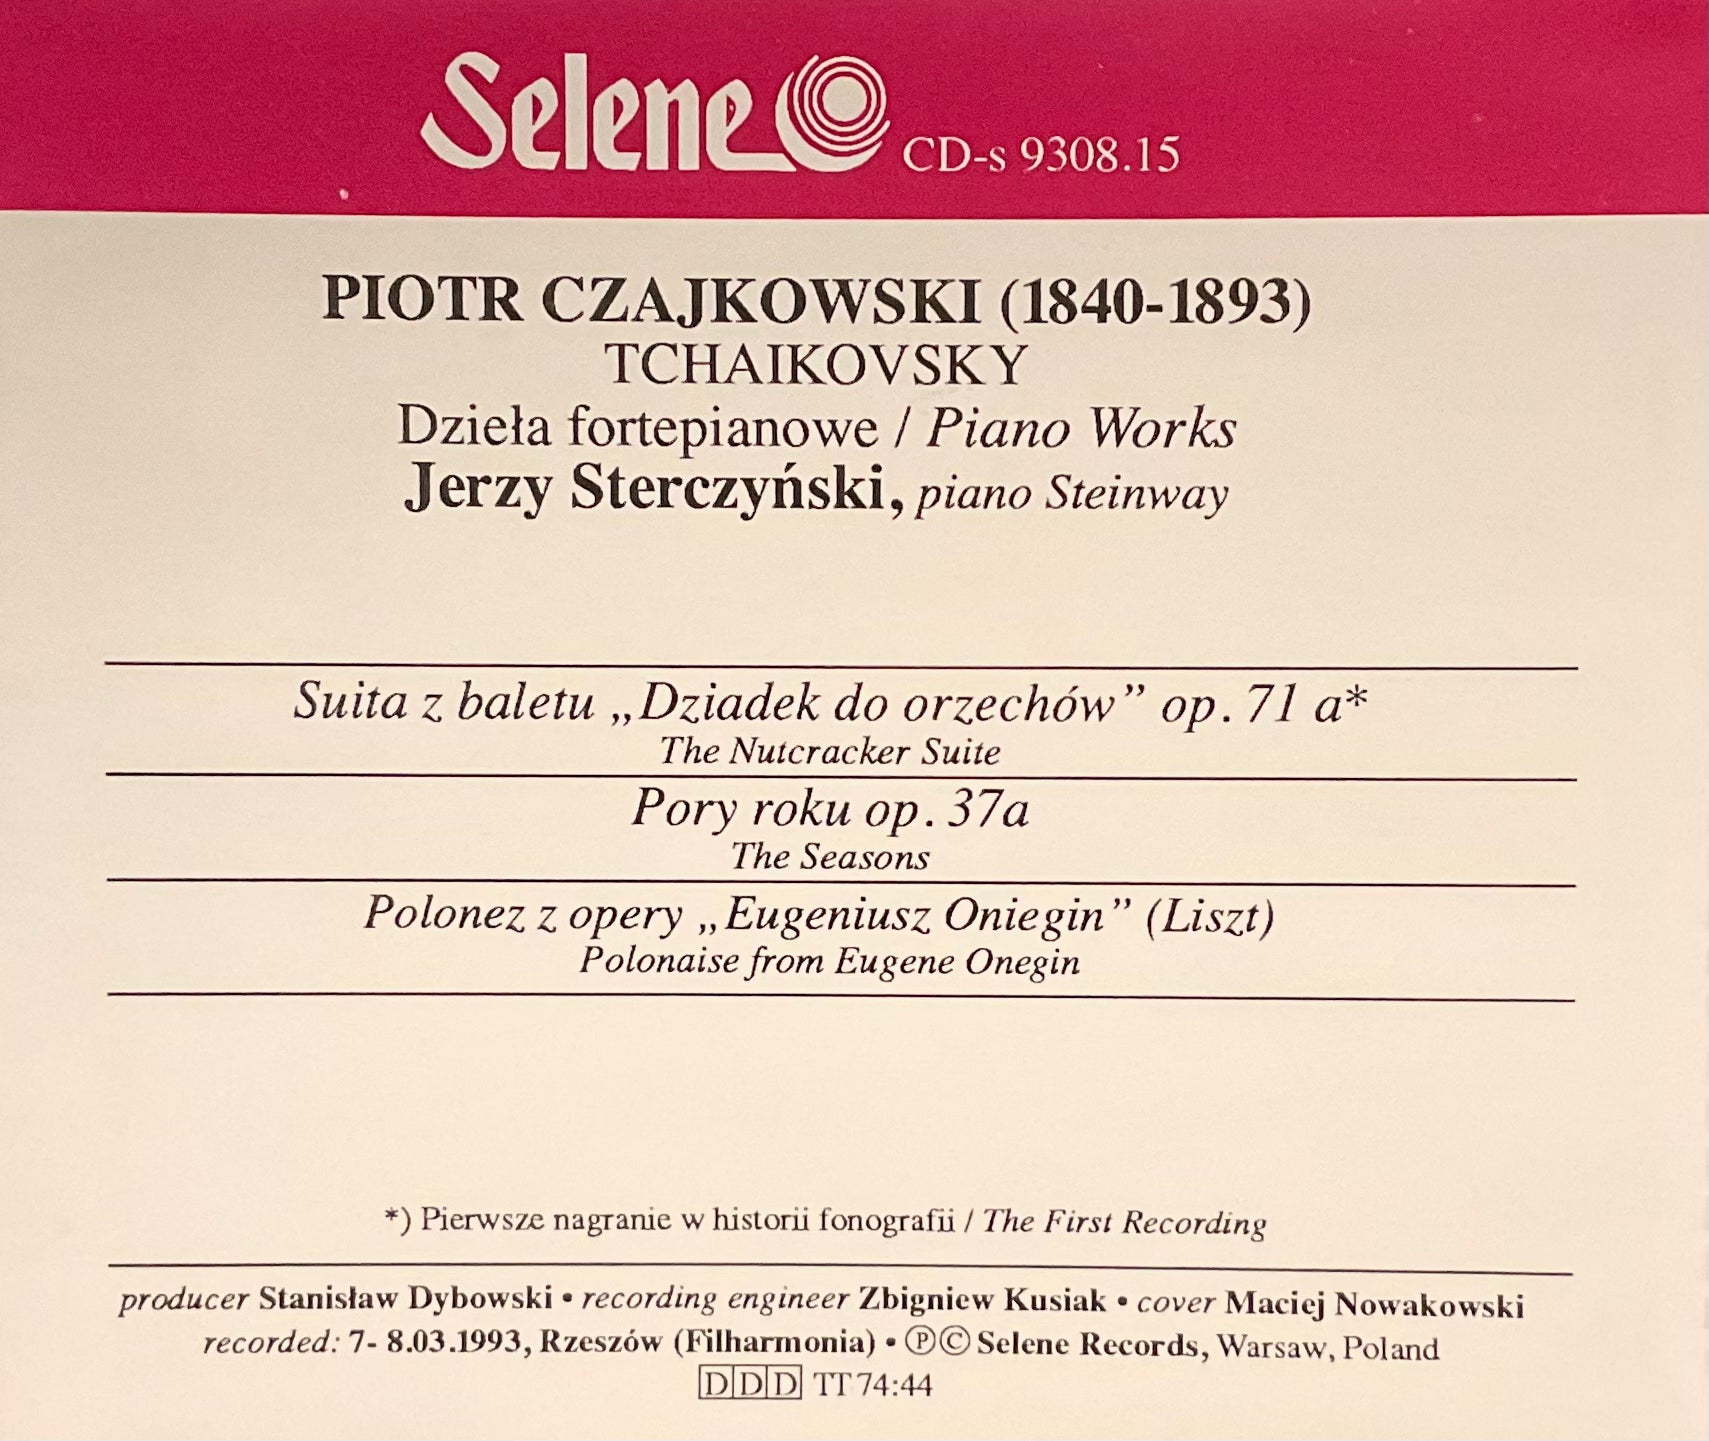 Selene CD-s 9308.15
PIOTR CZAJKOWSKI (1840-1893)
TCHAIKOVSKY
Dzieła fortepianowe / Piano Works
Jerzy Sterczyński, piano Steinway
Suita z baletu „Dziadek do orzechów” op. 71 a*
The Nutcracker Suite
Pory roku op. 37a
The Seasons
Polonez z opery „Eugeniusz Oniegin” (Liszt)
Polonaise from Eugene Onegin
*) Pierwsze nagranie w historii fonografii / The First Recording
producer Stanisław Dybowski • recording engineer Zbigniew Kusiak • cover Maciej Nowakowski
recorded: 7- 8.03.1993, Rzeszów (Filharmonia) • ℗© Selene Records, Warsaw, Poland
DDD TT 74:44